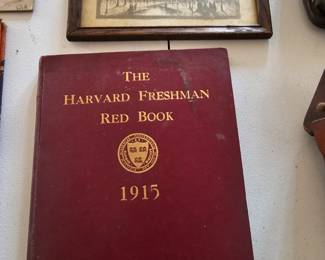 THE
HARVARD FRESHMAN
RED BOOK
1915